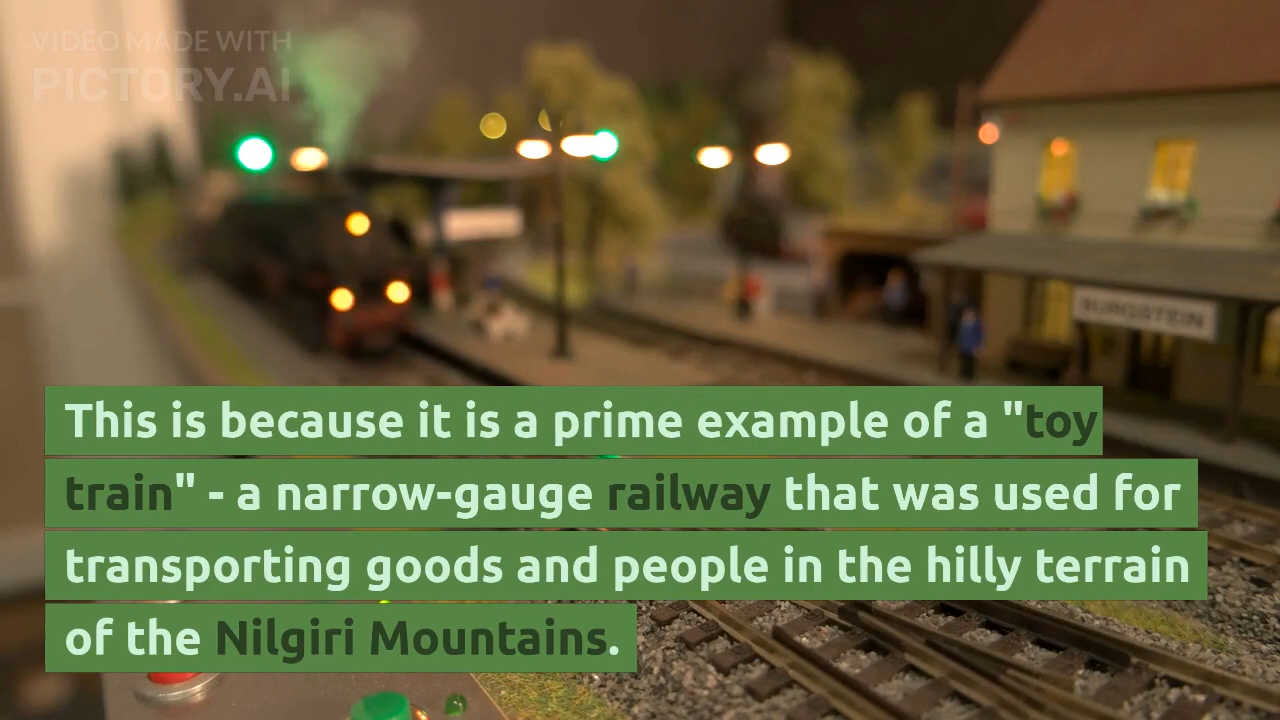 VIDEO MADE WITH
PICTORY.AI
BURGSTEIN
This is because it is a prime example of a "toy
train" - a narrow-gauge railway that was used for
transporting goods and people in the hilly terrain
of the Nilgiri Mountains.